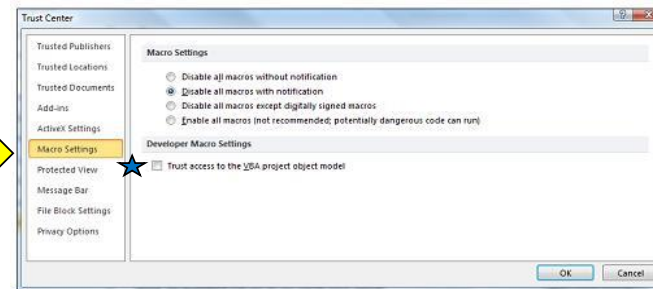 Trust Center
Trusted Publishers
Trusted Locations
Trusted Documents
Add-ins
ActiveX Settings
Macro Settings
Protected View
Message Bar
File Block Settings
Privacy Options
Macro Settings
Disable all macros without notification
Disable all macros with notification
Disable all macros except digitally signed macros
Enable all macros (not recommended; potentially dangerous code can run)
Developer Macro Settings
Trust access to the VBA project object model
OK
Cancel